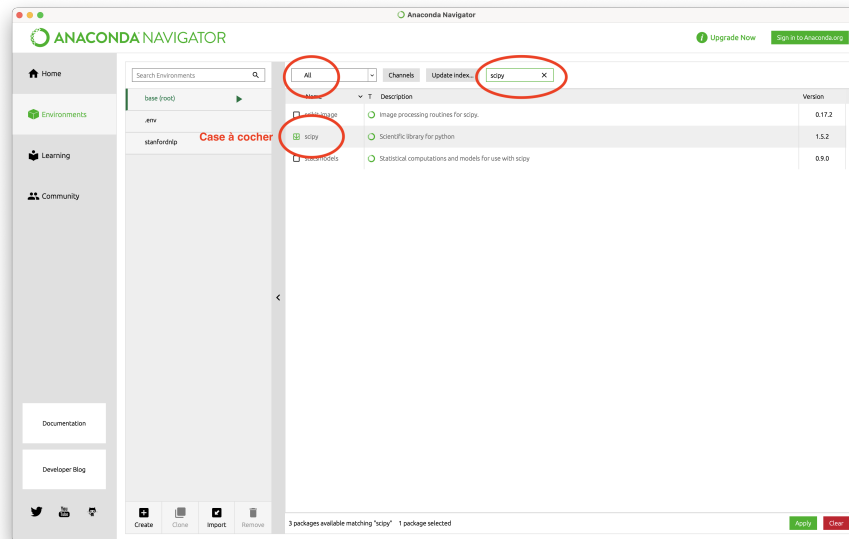 Anaconda Navigator
ANACONDA NAVIGATOR
Upgrade Now
Sign in to Anaconda.org
Home
Environments
Learning
Community
Documentation
Developer Blog
Search Environments
base (root)
.env
stanfordnlp
Case à cocher
Create Clone Import Remove
All
Channels
Update index...
scipy
Name T Description Version
scikit-image Image processing routines for scipy. 0.17.2
scipy Scientific library for python 1.5.2
statsmodels Statistical computations and models for use with scipy 0.9.0
3 packages available matching "scipy" 1 package selected
Apply Clear